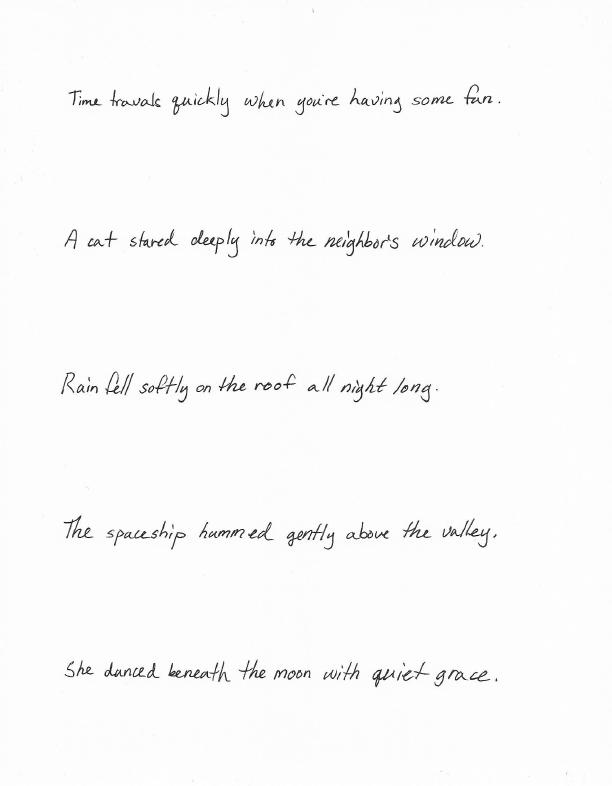 Time travals quickly when you're having some fun.
A cat stared deeply into the neighbor's window.
Rain fell softly on the roof all night long.
The spaceship hummed gently above the valley.
She danced beneath the moon with quiet grace.